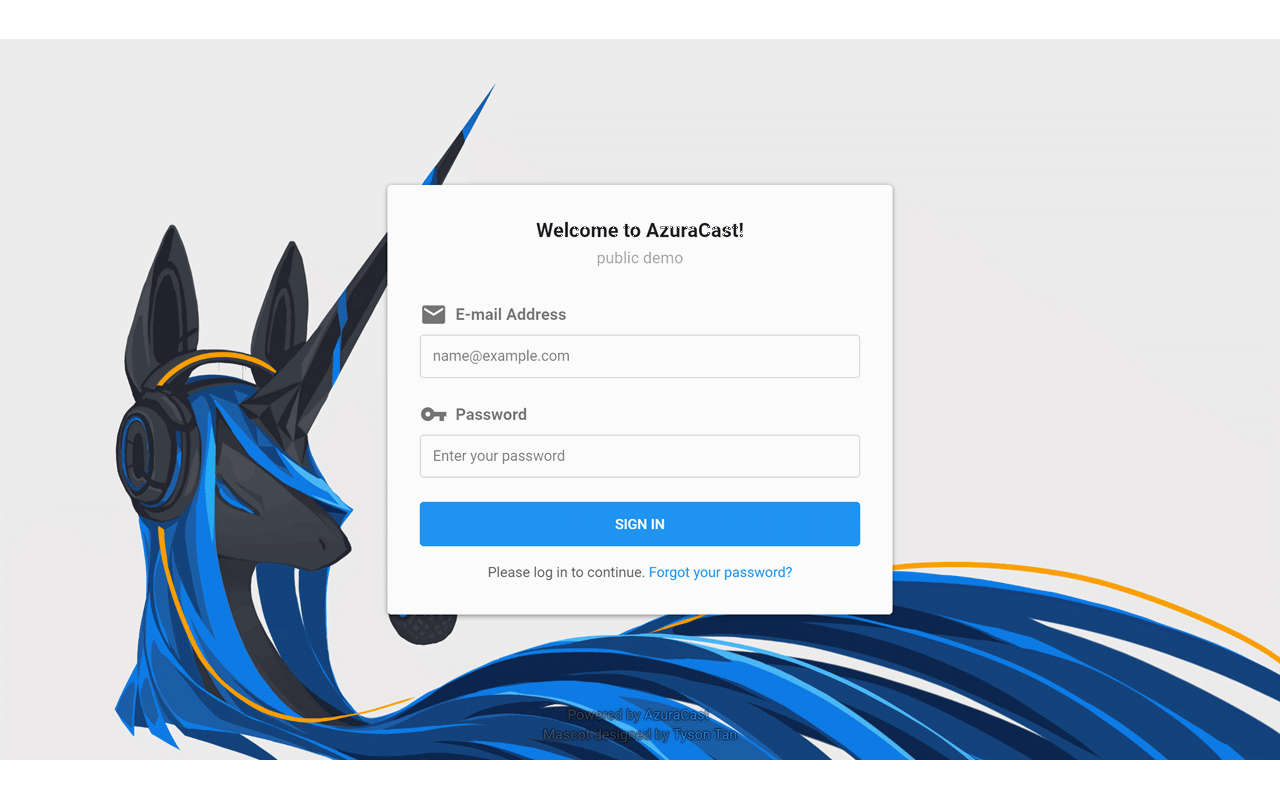 Welcome to AzuraCast!
public demo
E-mail Address
name@example.com
Password
Enter your password
SIGN IN
Please log in to continue. Forgot your password?
Powered by AzuraCast
Mascot designed by Tyson Tan